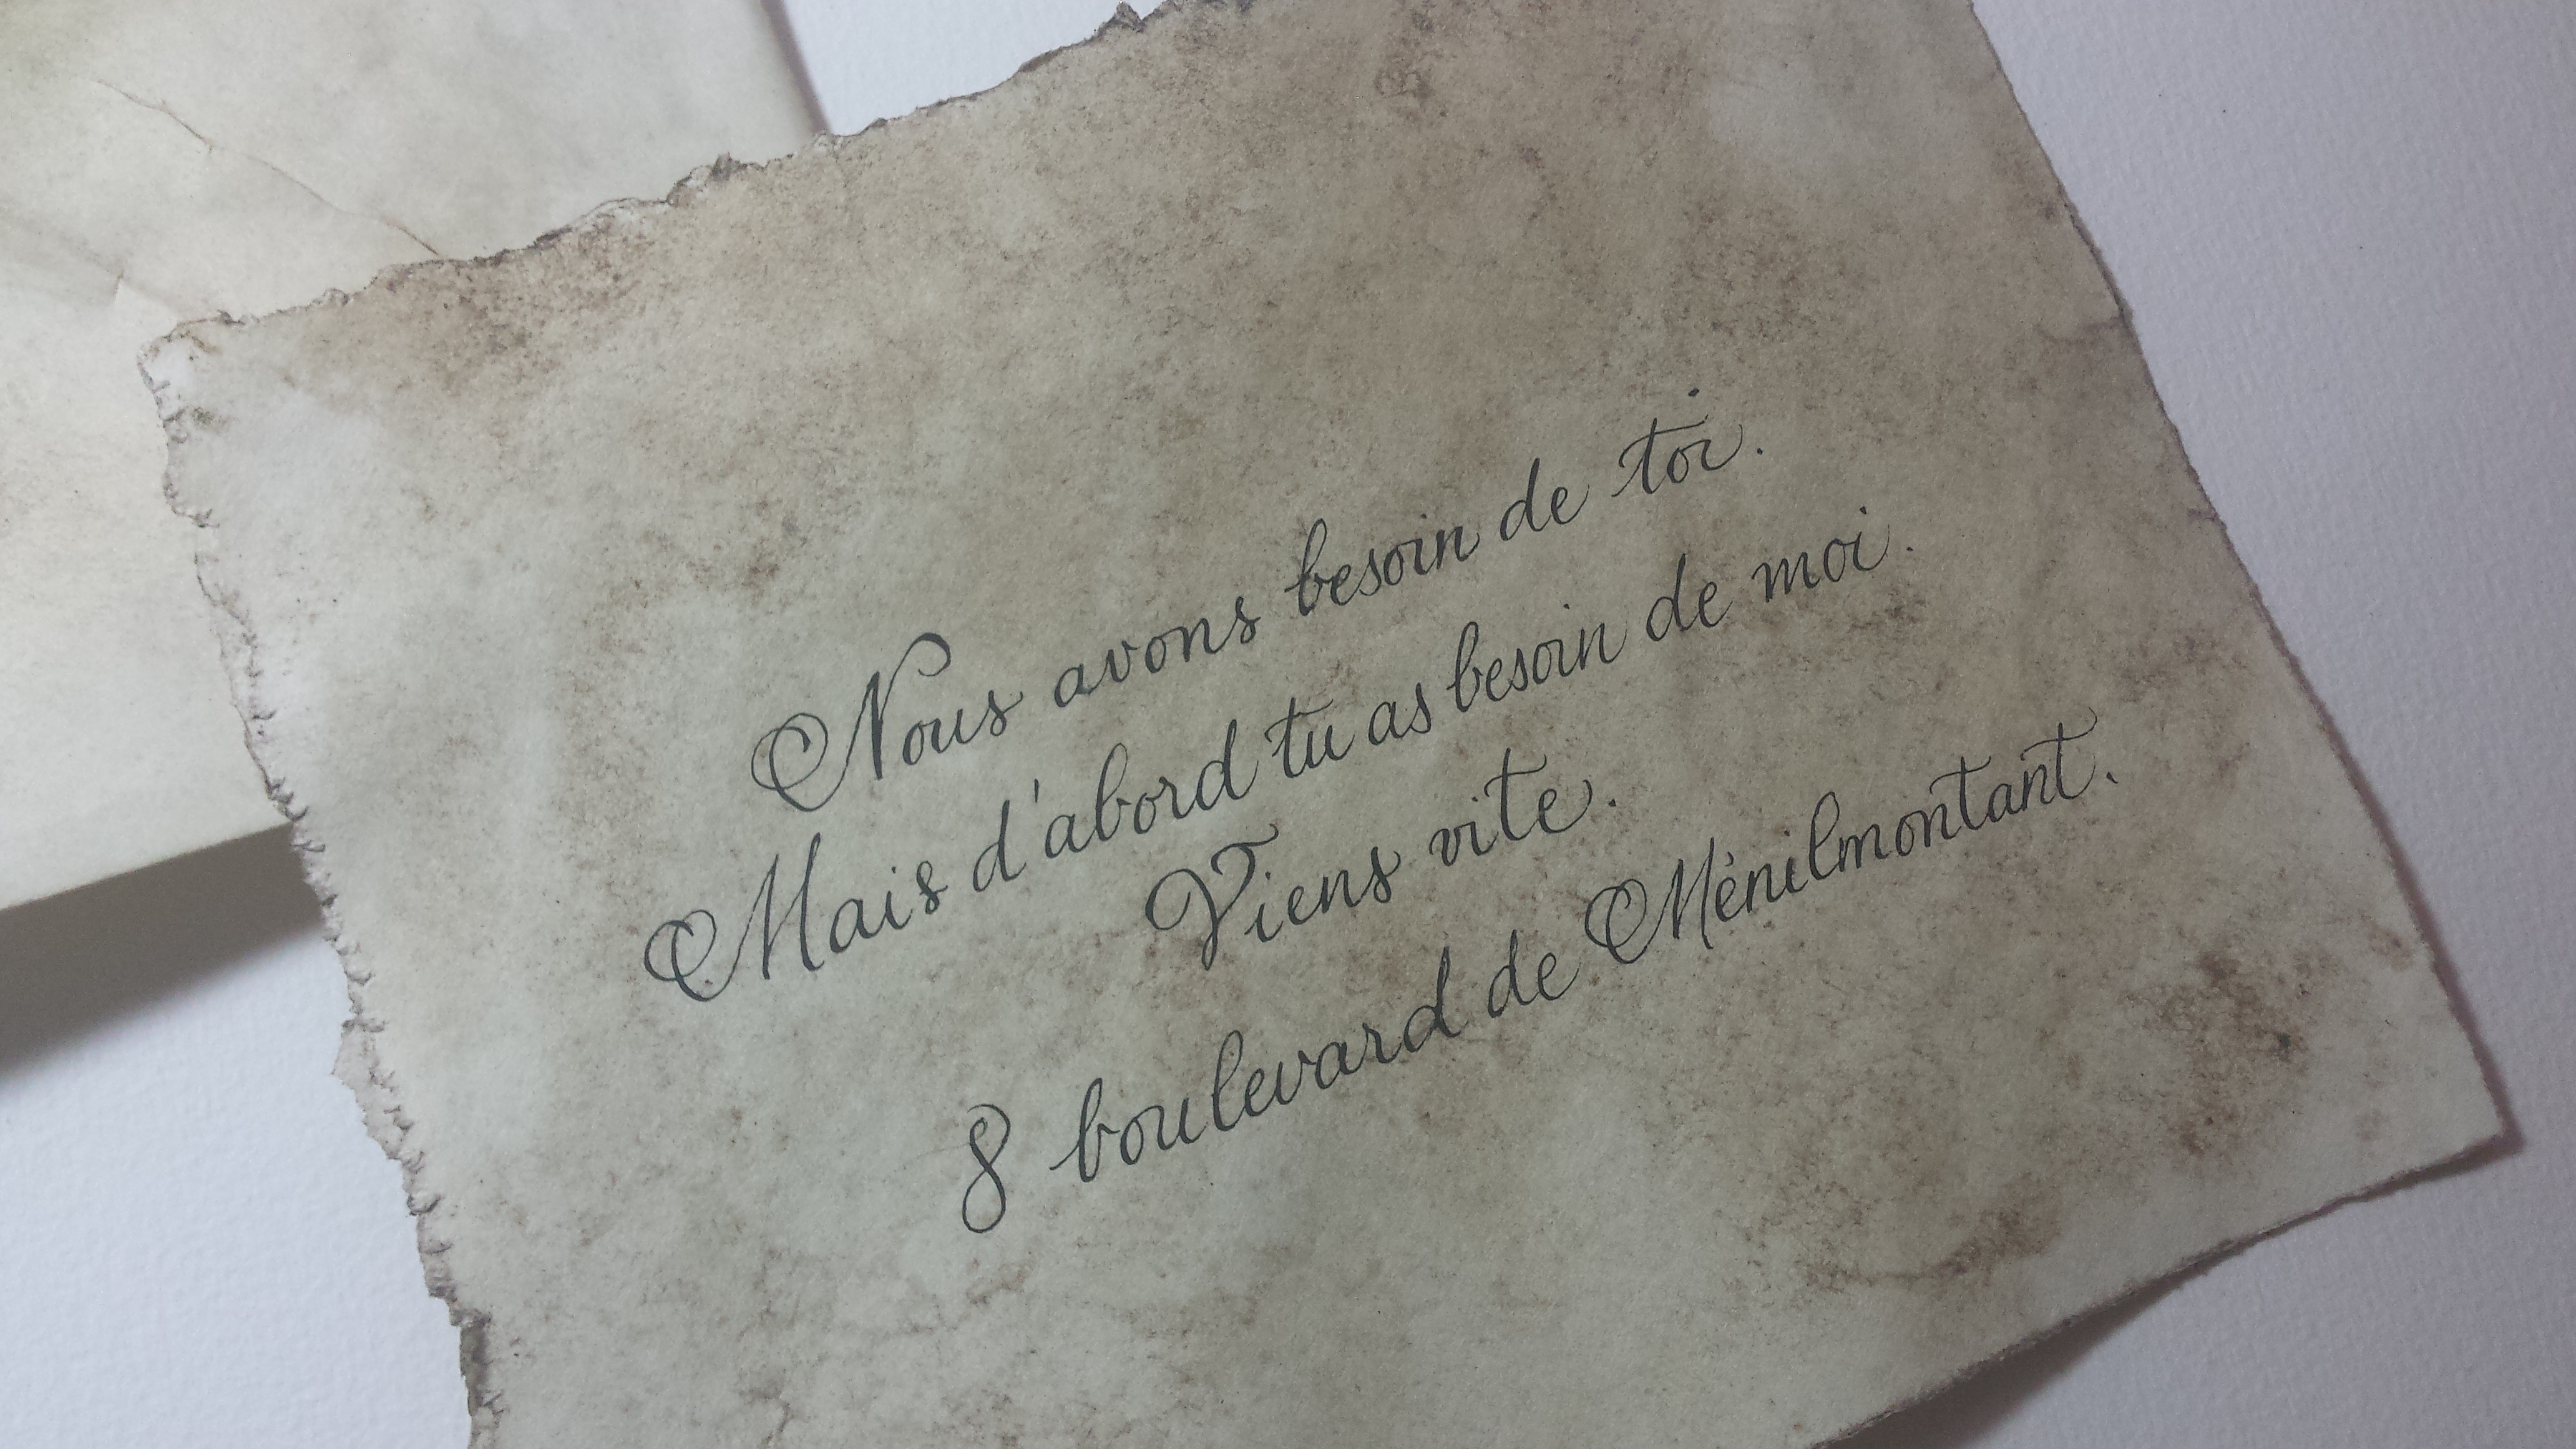 Nous avons besoin de toi.
Mais d'abord tu as besoin de moi.
Viens vite.
8 boulevard de Ménilmontant.